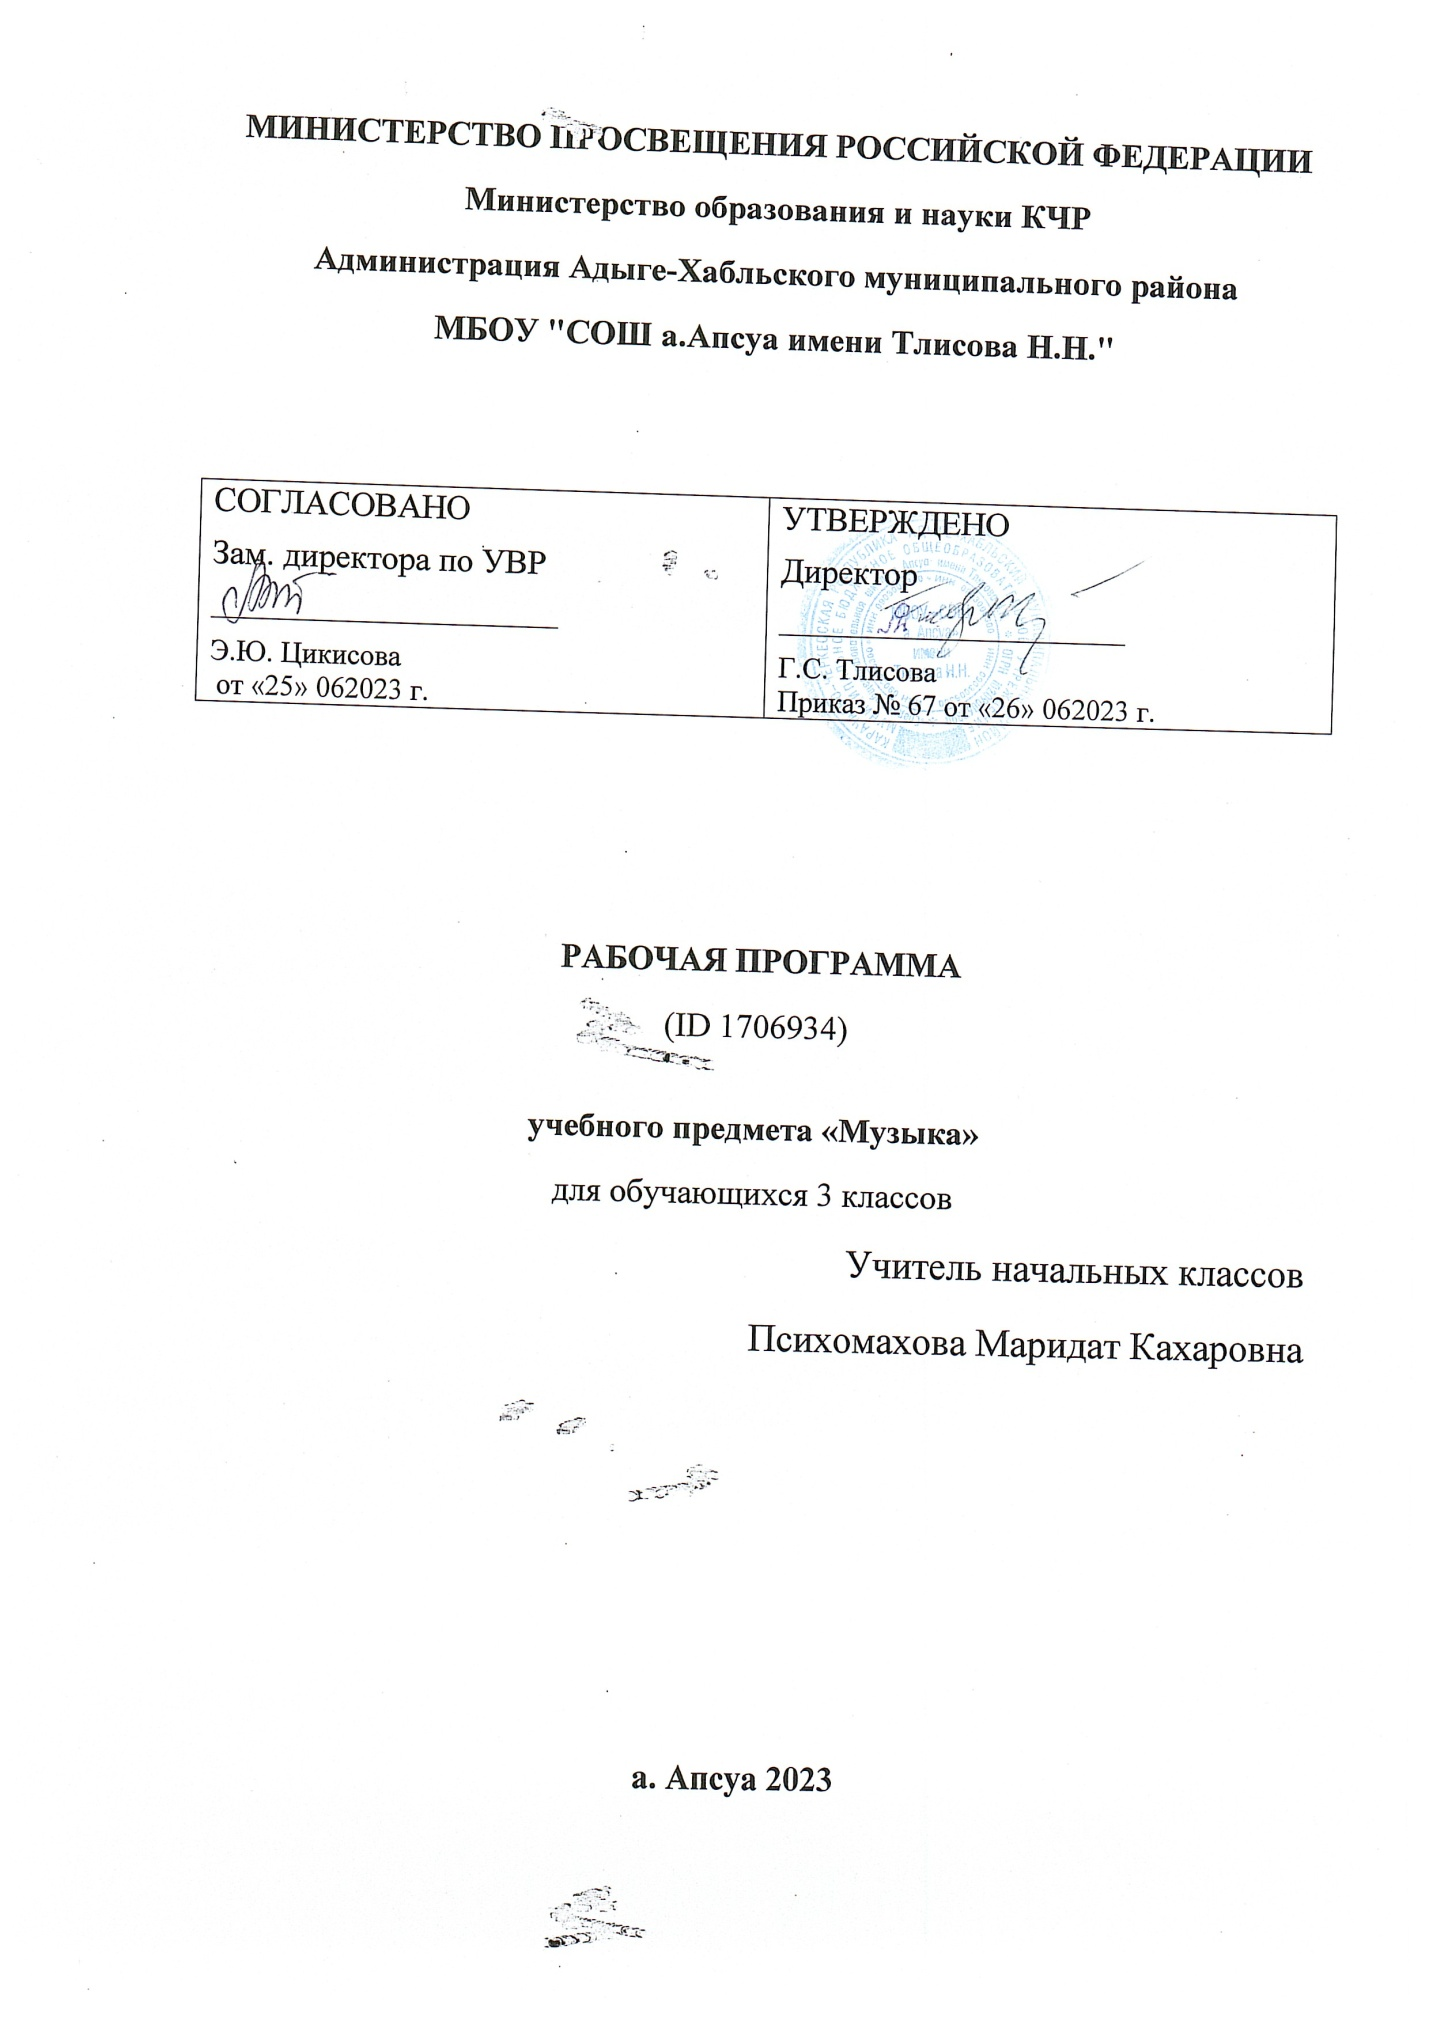 МИНИСТЕРСТВО ПРОСВЕЩЕНИЯ РОССИЙСКОЙ ФЕДЕРАЦИИ
Министерство образования и науки КЧР
Администрация Адыге-Хабльского муниципального района
МБОУ "СОШ а.Апсуа имени Тлисова Н.Н."
СОГЛАСОВАНО
Зам. директора по УВР
Э.Ю. Цикисова
от «25» 062023 г.
УТВЕРЖДЕНО
Директор
Г.С. Тлисова
Приказ № 67 от «26» 062023 г.
РАБОЧАЯ ПРОГРАММА
(ID 1706934)
учебного предмета «Музыка»
для обучающихся 3 классов
Учитель начальных классов
Психомахова Маридат Кахаровна
а. Апсуа 2023